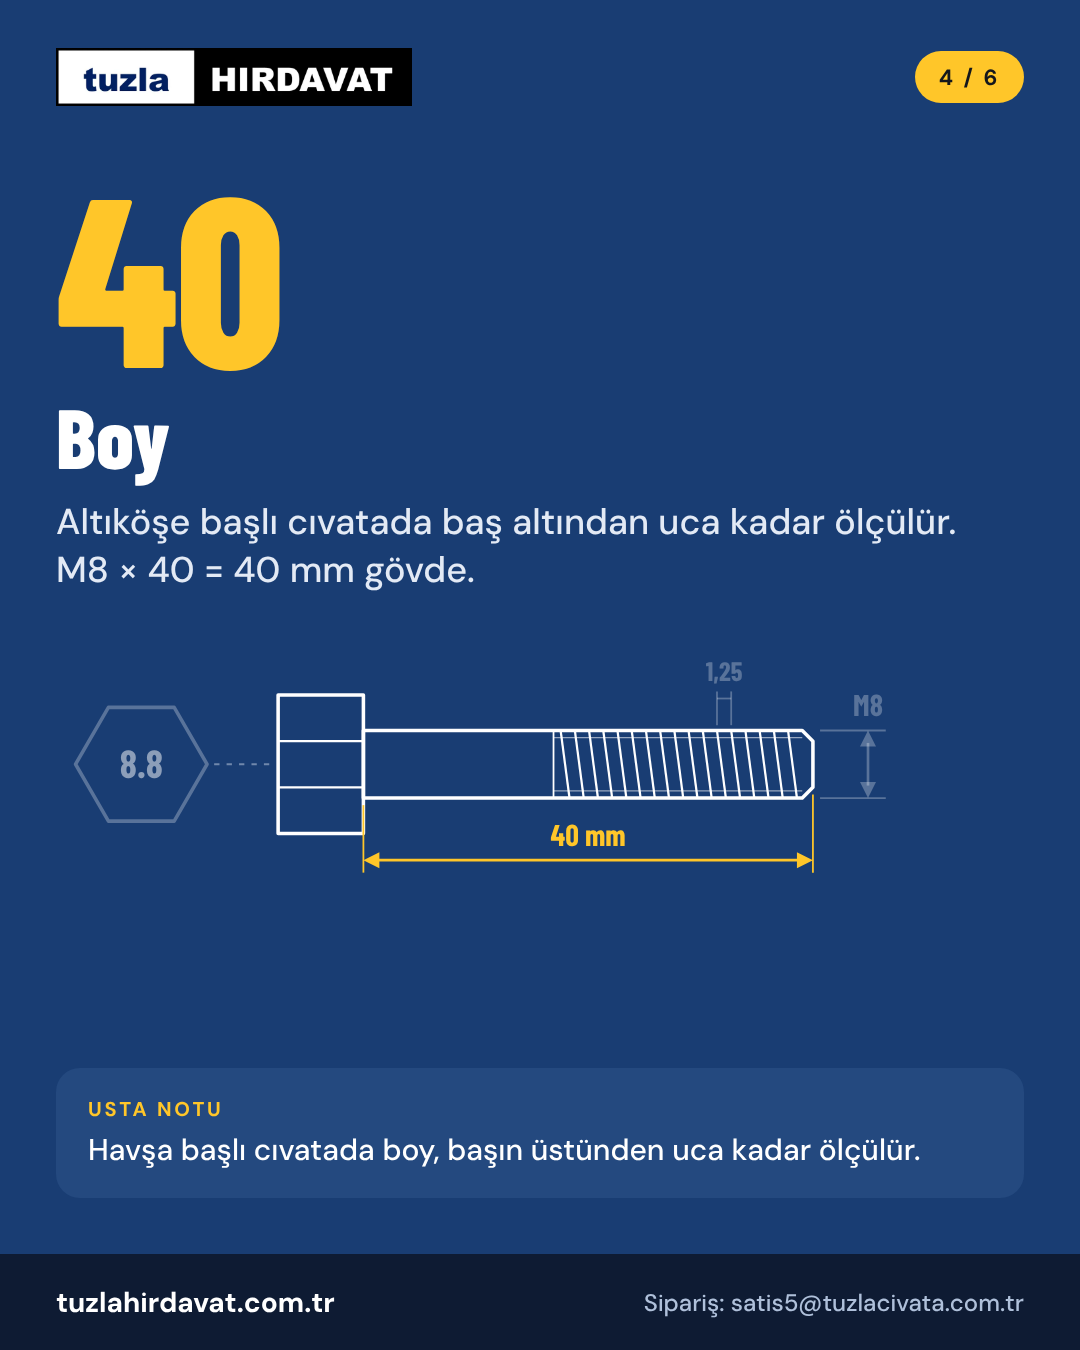 tuzla HIRDAVAT
4 / 6
40
Boy
Altıköşe başlı cıvatada baş altından uca kadar ölçülür.
M8 × 40 = 40 mm gövde.
1,25
M8
8.8
40 mm
USTA NOTU
Havşa başlı cıvatada boy, başın üstünden uca kadar ölçülür.
tuzlahirdavat.com.tr
Sipariş: satis5@tuzlacivata.com.tr